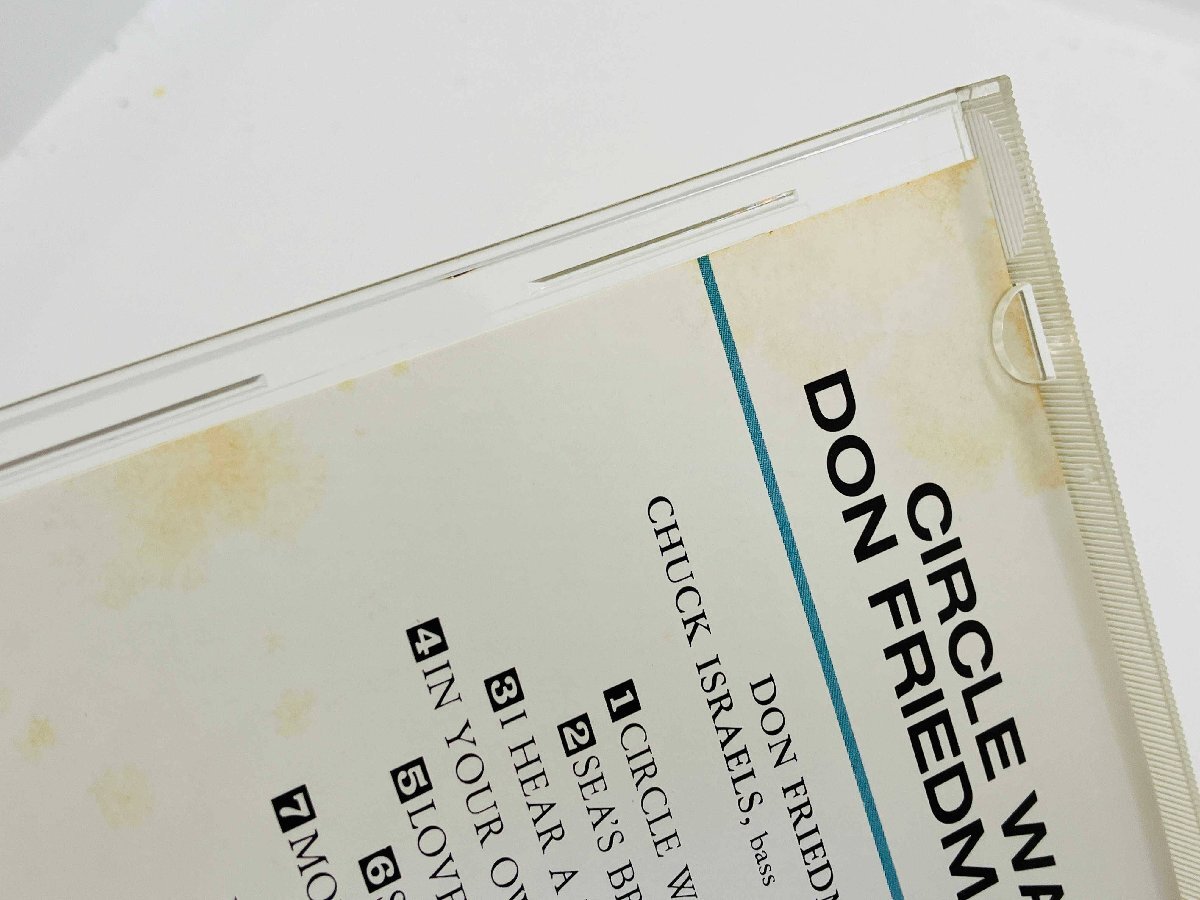 CIRCLE WA
DON FRIEDM
DON FRIEDM
CHUCK ISRAELS, bass
1 CIRCLE W
2 SEA'S BE
3 I HEAR A
4 IN YOUR OW
5 LOVE
6 S
7 MO